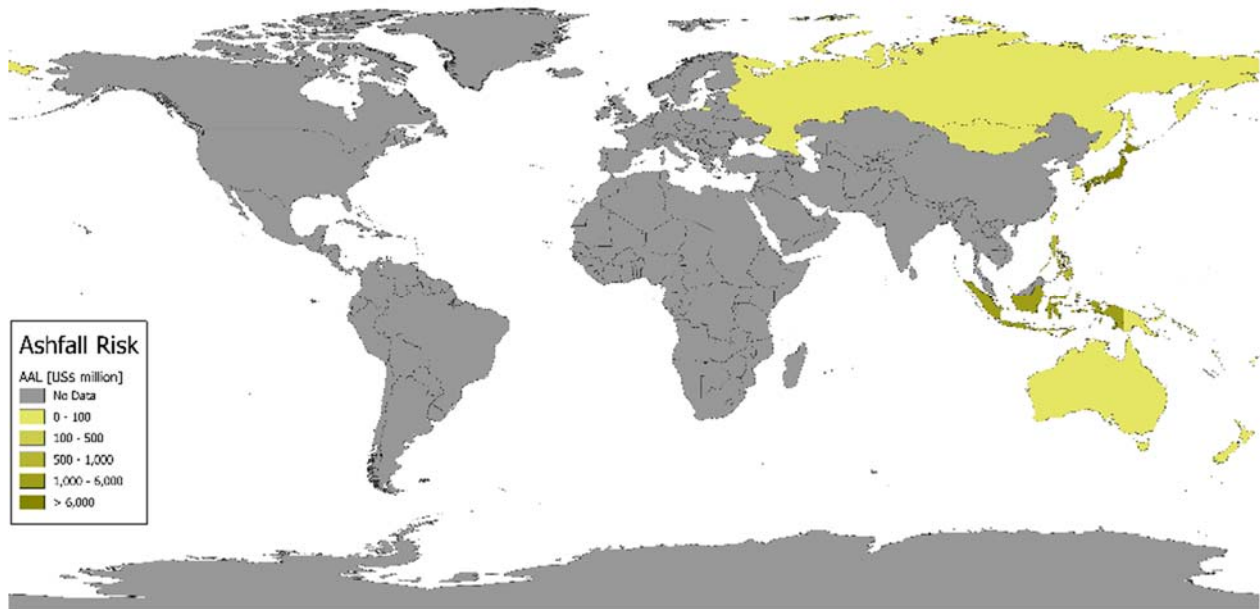 Ashfall Risk
AAL [US$ million]
No Data
0 - 100
100 - 500
500 - 1,000
1,000 - 6,000
> 6,000